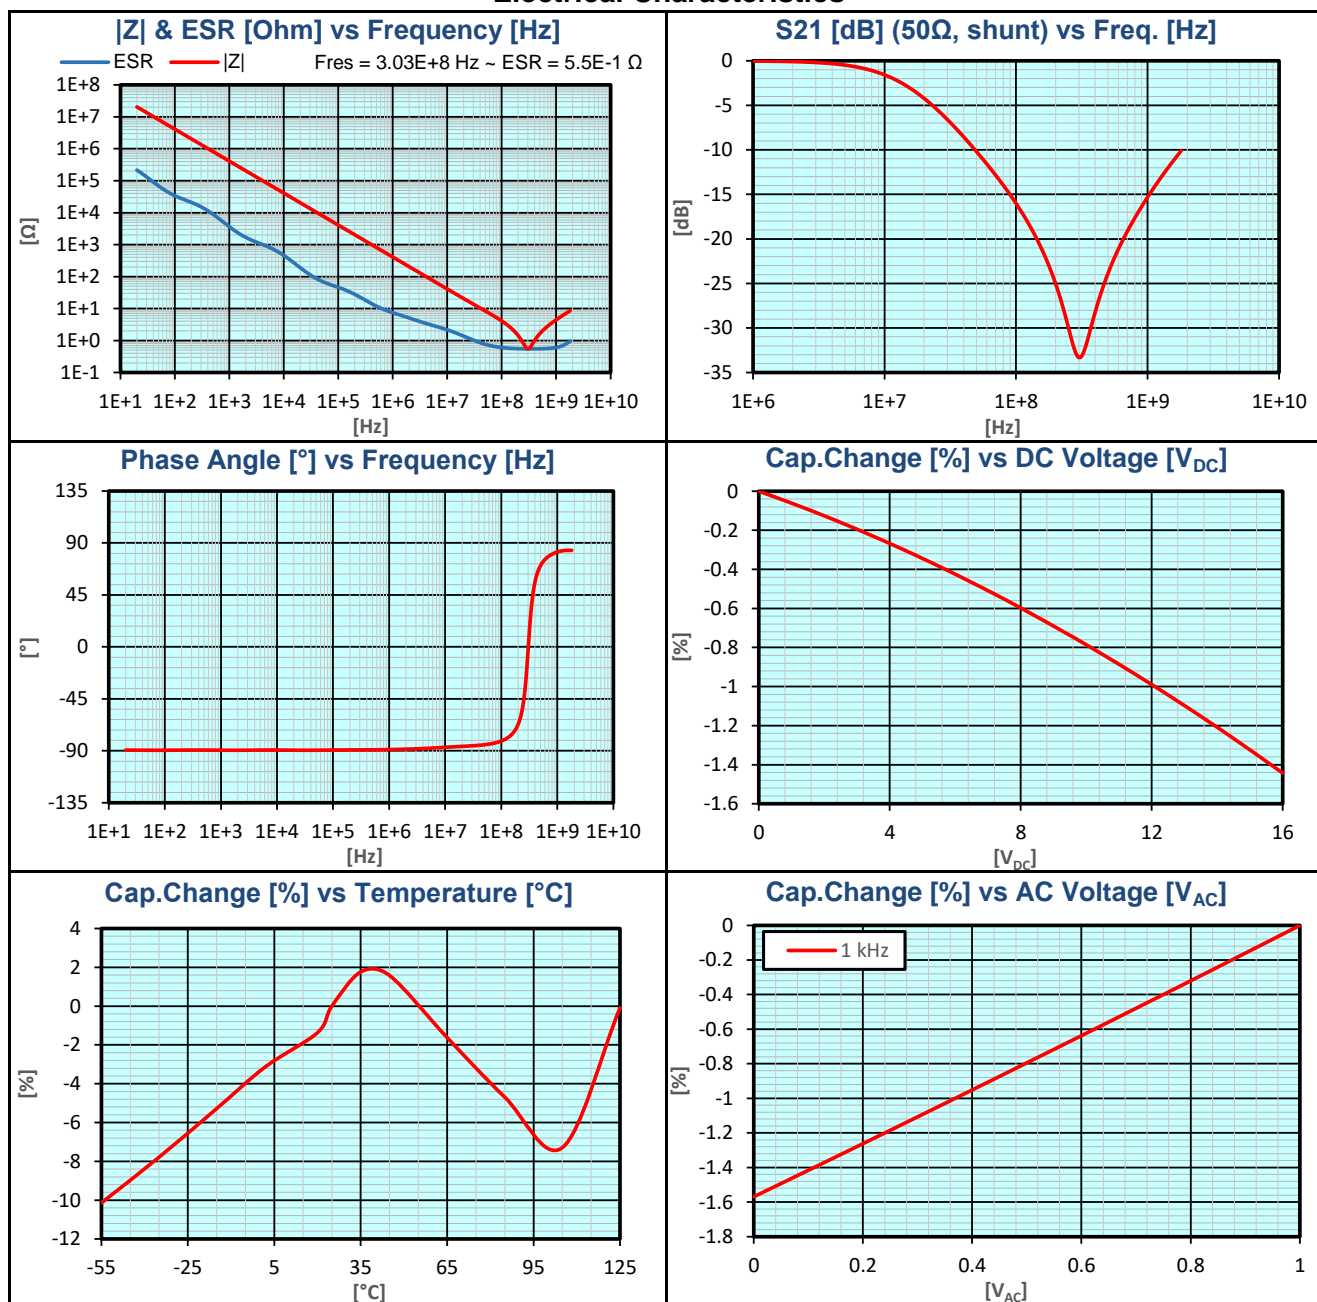 |Z| & ESR [Ohm] vs Frequency [Hz]
ESR |Z| Fres = 3.03E+8 Hz ~ ESR = 5.5E-1 Ω
1E+8
1E+7
1E+6
1E+5
1E+4
1E+3
1E+2
1E+1
1E+0
1E-1
[Ω]
1E+1 1E+2 1E+3 1E+4 1E+5 1E+6 1E+7 1E+8 1E+9 1E+10
[Hz]
S21 [dB] (50Ω, shunt) vs Freq. [Hz]
0
-5
-10
-15
-20
-25
-30
-35
[dB]
1E+6 1E+7 1E+8 1E+9 1E+10
[Hz]
Phase Angle [°] vs Frequency [Hz]
135
90
45
0
-45
-90
-135
[°]
1E+1 1E+2 1E+3 1E+4 1E+5 1E+6 1E+7 1E+8 1E+9 1E+10
[Hz]
Cap.Change [%] vs DC Voltage [VDC]
0
-0.2
-0.4
-0.6
-0.8
-1
-1.2
-1.4
-1.6
[%]
0 4 8 12 16
[VDC]
Cap.Change [%] vs Temperature [°C]
4
2
0
-2
-4
-6
-8
-10
-12
[%]
-55 -25 5 35 65 95 125
[°C]
Cap.Change [%] vs AC Voltage [VAC]
1 kHz
0
-0.2
-0.4
-0.6
-0.8
-1
-1.2
-1.4
-1.6
-1.8
[%]
0 0.2 0.4 0.6 0.8 1
[VAC]